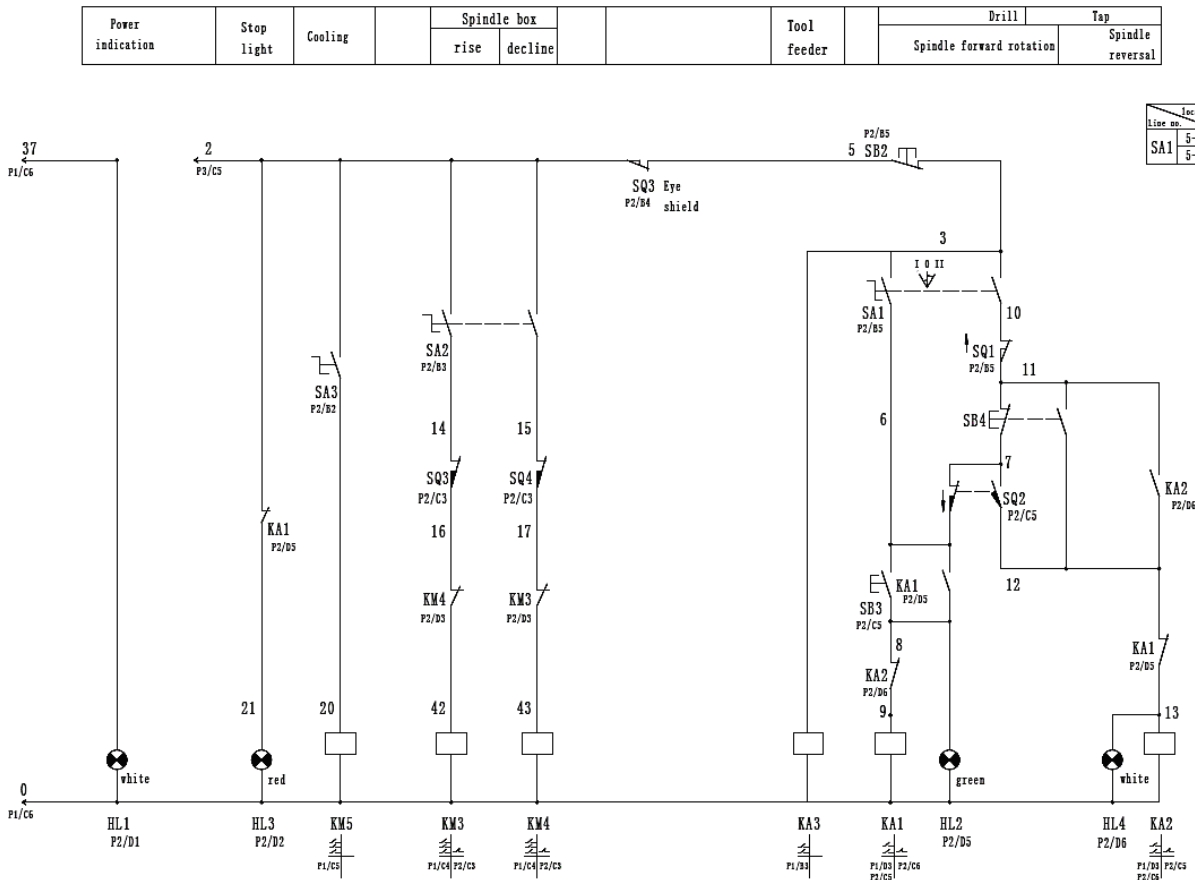 Power
indication
Stop
light
Cooling
Spindle box
rise
decline
Tool
feeder
Drill
Tap
Spindle forward rotation
Spindle
reversal
Line no.
SA1
5-
5-
37
P1/C6
2
P3/C5
SQ3 Eye
P2/B4 shield
P2/B5
5 SB2
3
I 0 II
SA1
P2/B5
10
SQ1
P2/B5
11
SA2
P2/B3
SA3
P2/B2
14
15
6
SB4
7
SQ3
P2/C3
SQ4
P2/C3
SQ2
P2/C5
KA2
P2/D6
KA1
P2/D5
16
17
12
KM4
P2/D3
KM3
P2/D3
KA1
P2/D5
SB3
P2/C5
8
KA1
P2/D5
KA2
P2/D6
21
20
42
43
9
13
white
red
green
white
0
P1/C6
HL1
P2/D1
HL3
P2/D2
KM5
P1/C5
KM3
P1/C4 P2/C3
KM4
P1/C4 P2/C3
KA3
P1/B3
KA1
P1/D3 P2/C6
P2/C5
HL2
P2/D5
HL4
P2/D6
KA2
P1/D3 P2/C5
P2/C6